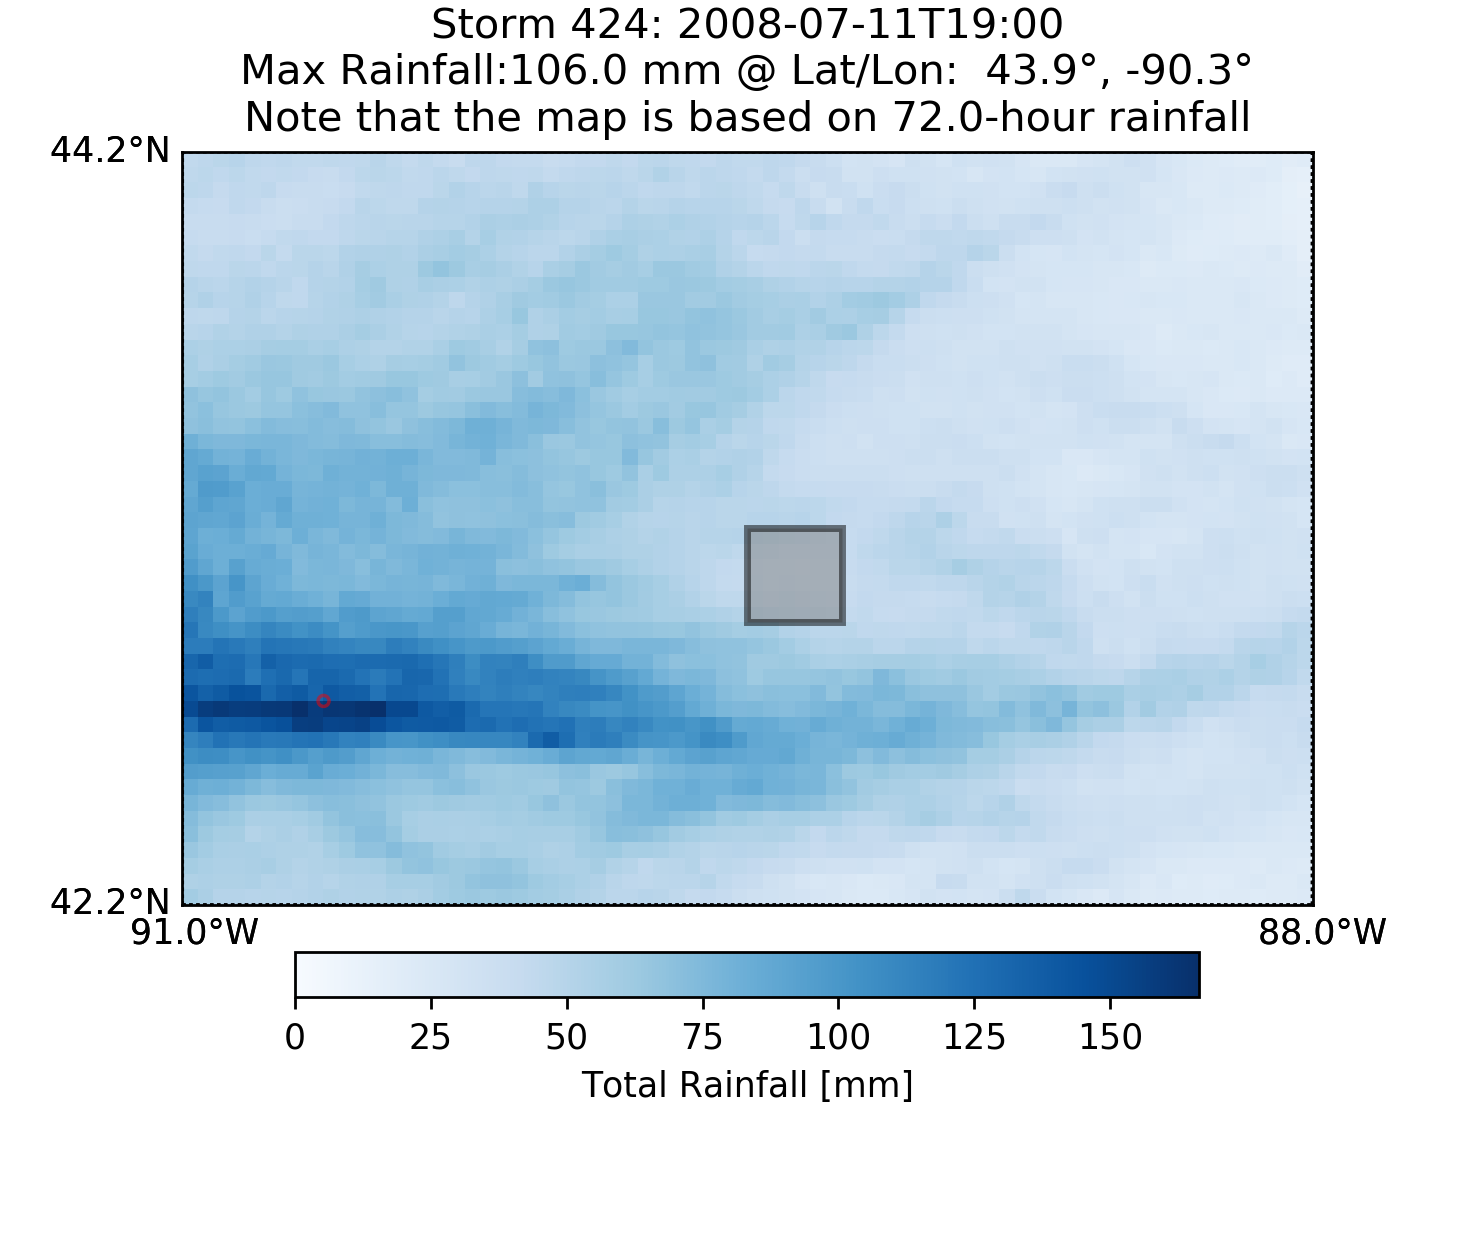 Storm 424: 2008-07-11T19:00
Max Rainfall:106.0 mm @ Lat/Lon:  43.9°, -90.3°
Note that the map is based on 72.0-hour rainfall
44.2°N
42.2°N
91.0°W 88.0°W
0 25 50 75 100 125 150
Total Rainfall [mm]